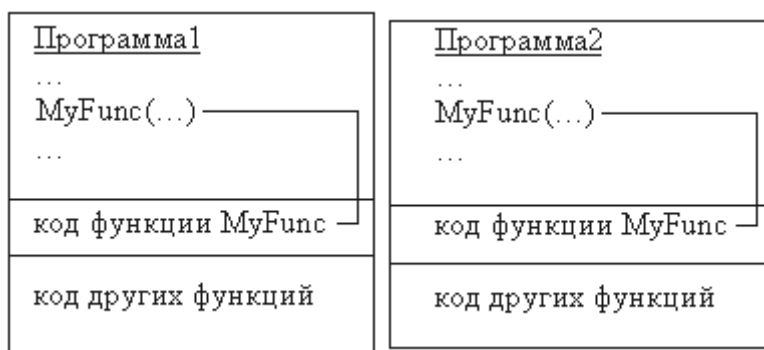 Программа1
...
MyFunc(...)
...
код функции MyFunc
код других функций
Программа2
...
MyFunc(...)
...
код функции MyFunc
код других функций